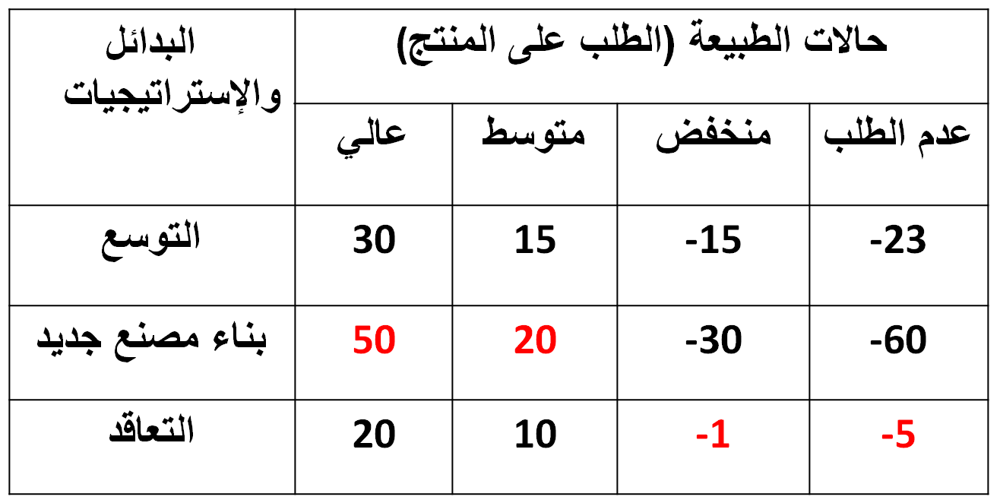 البدائل والإستراتيجيات
حالات الطبيعة (الطلب على المنتج)
عالي
متوسط
منخفض
عدم الطلب
التوسع
30
15
-15
-23
بناء مصنع جديد
50
20
-30
-60
التعاقد
20
10
-1
-5